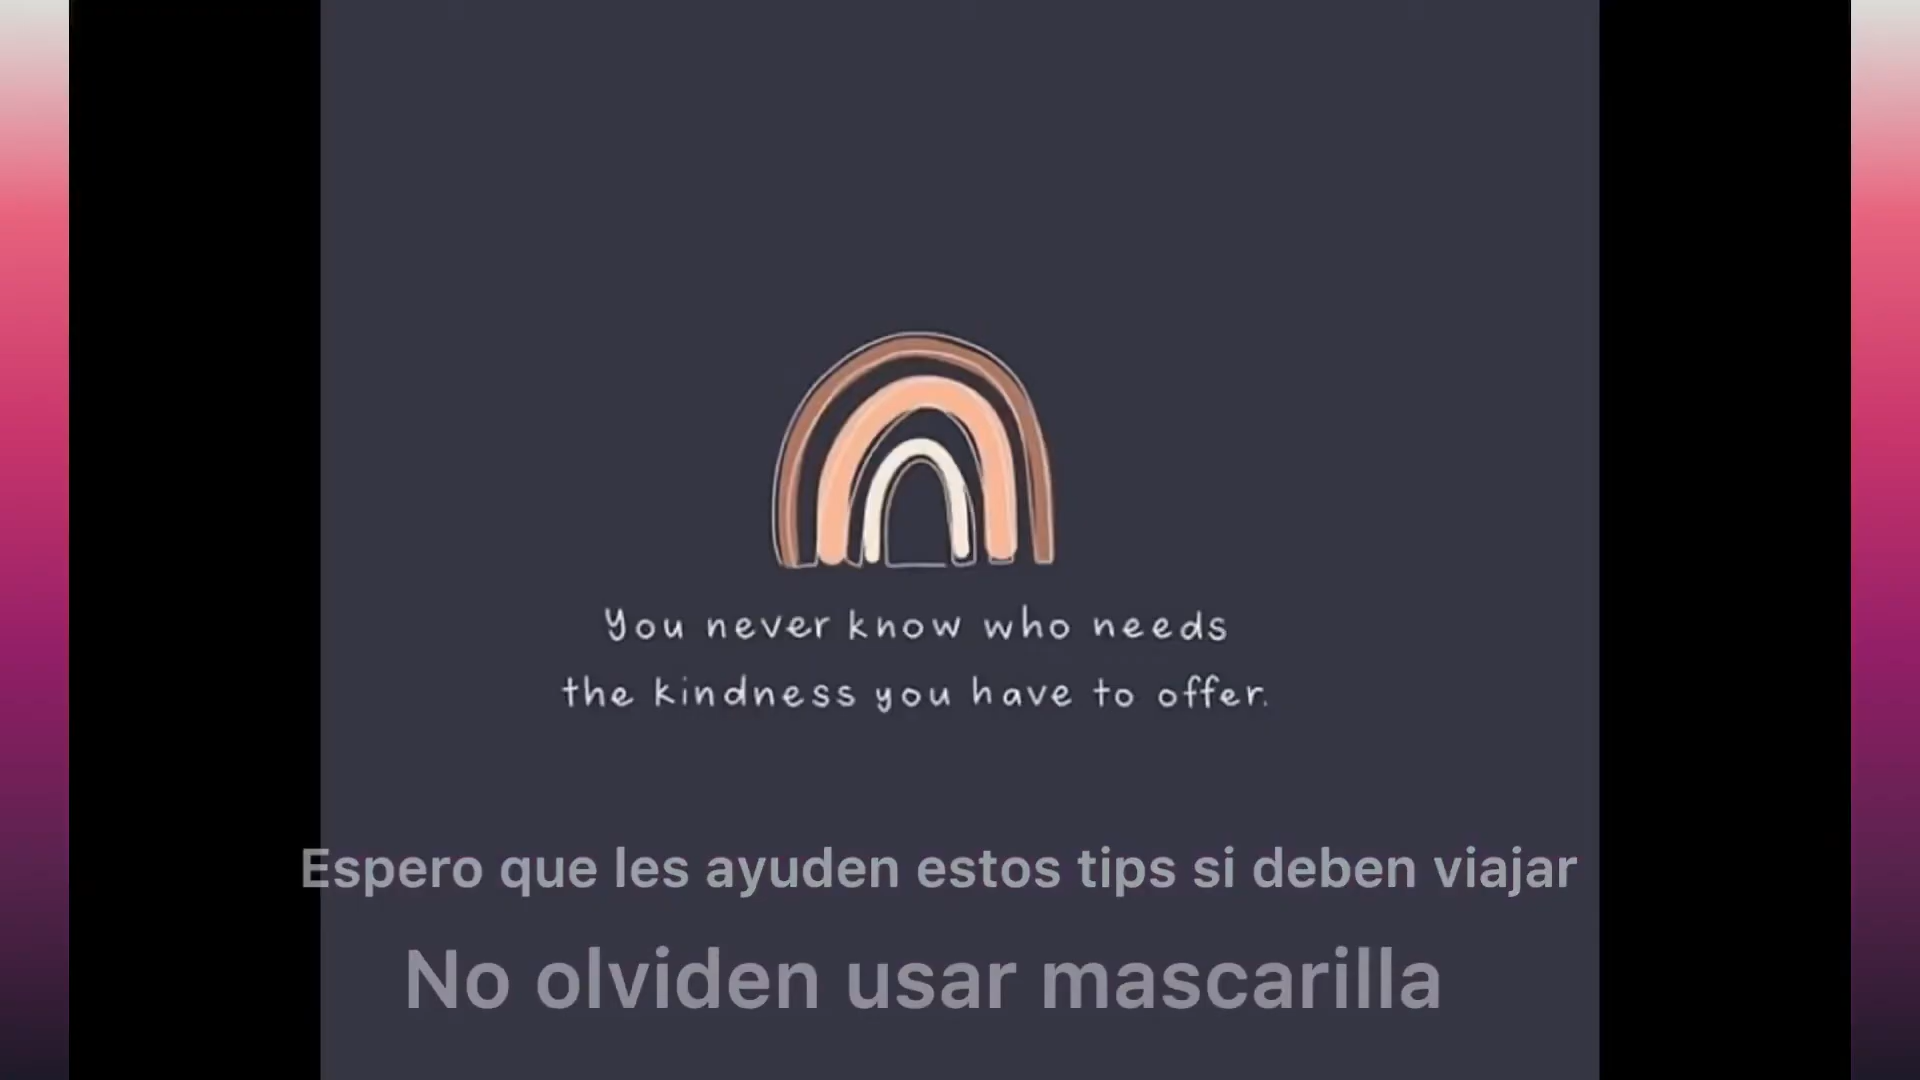 You never know who needs
the kindness you have to offer.
Espero que les ayuden estos tips si deben viajar
No olviden usar mascarilla